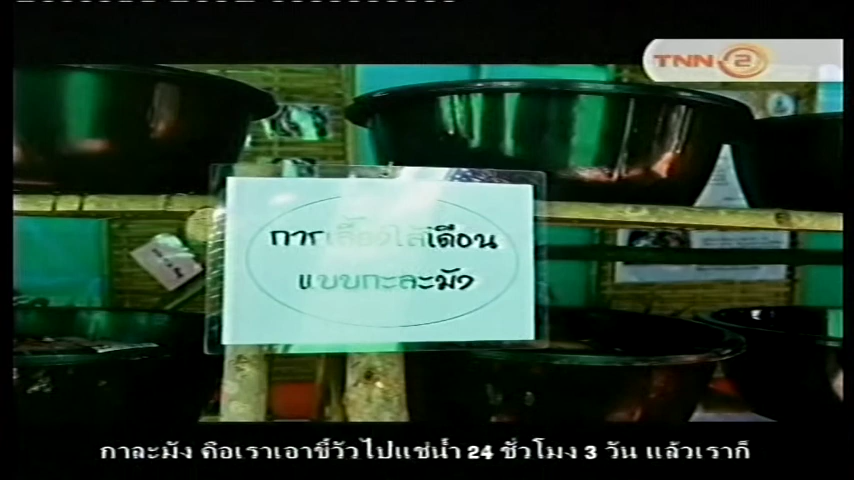 TNN 2
การเลี้ยงไส้เดือน
แบบกะละมัง
กาละมัง คือเราเอาขี้วัวไปแช่น้ำ 24 ชั่วโมง 3 วัน แล้วเราก็